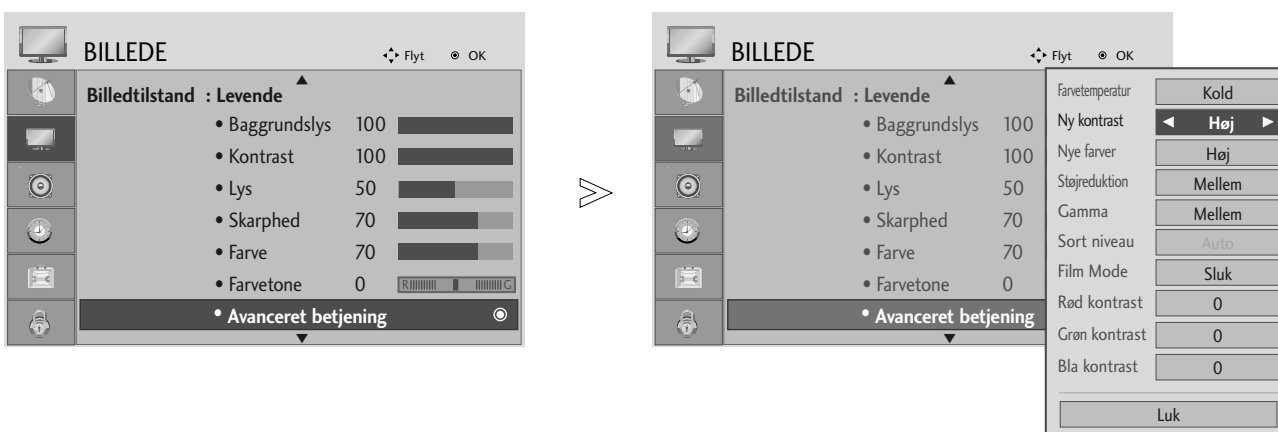 BILLEDE
Flyt OK
Billedtilstand : Levende
• Baggrundslys 100
• Kontrast 100
• Lys 50
• Skarphed 70
• Farve 70
• Farvetone 0 R G
• Avanceret betjening
BILLEDE
Flyt OK
Billedtilstand : Levende
• Baggrundslys 100
• Kontrast 100
• Lys 50
• Skarphed 70
• Farve 70
• Farvetone 0
• Avanceret betjening
Farvetemperatur Kold
Ny kontrast ◄ Høj ►
Nye farver Høj
Støjreduktion Mellem
Gamma Mellem
Sort niveau Auto
Film Mode Sluk
Rød kontrast 0
Grøn kontrast 0
Bla kontrast 0
Luk